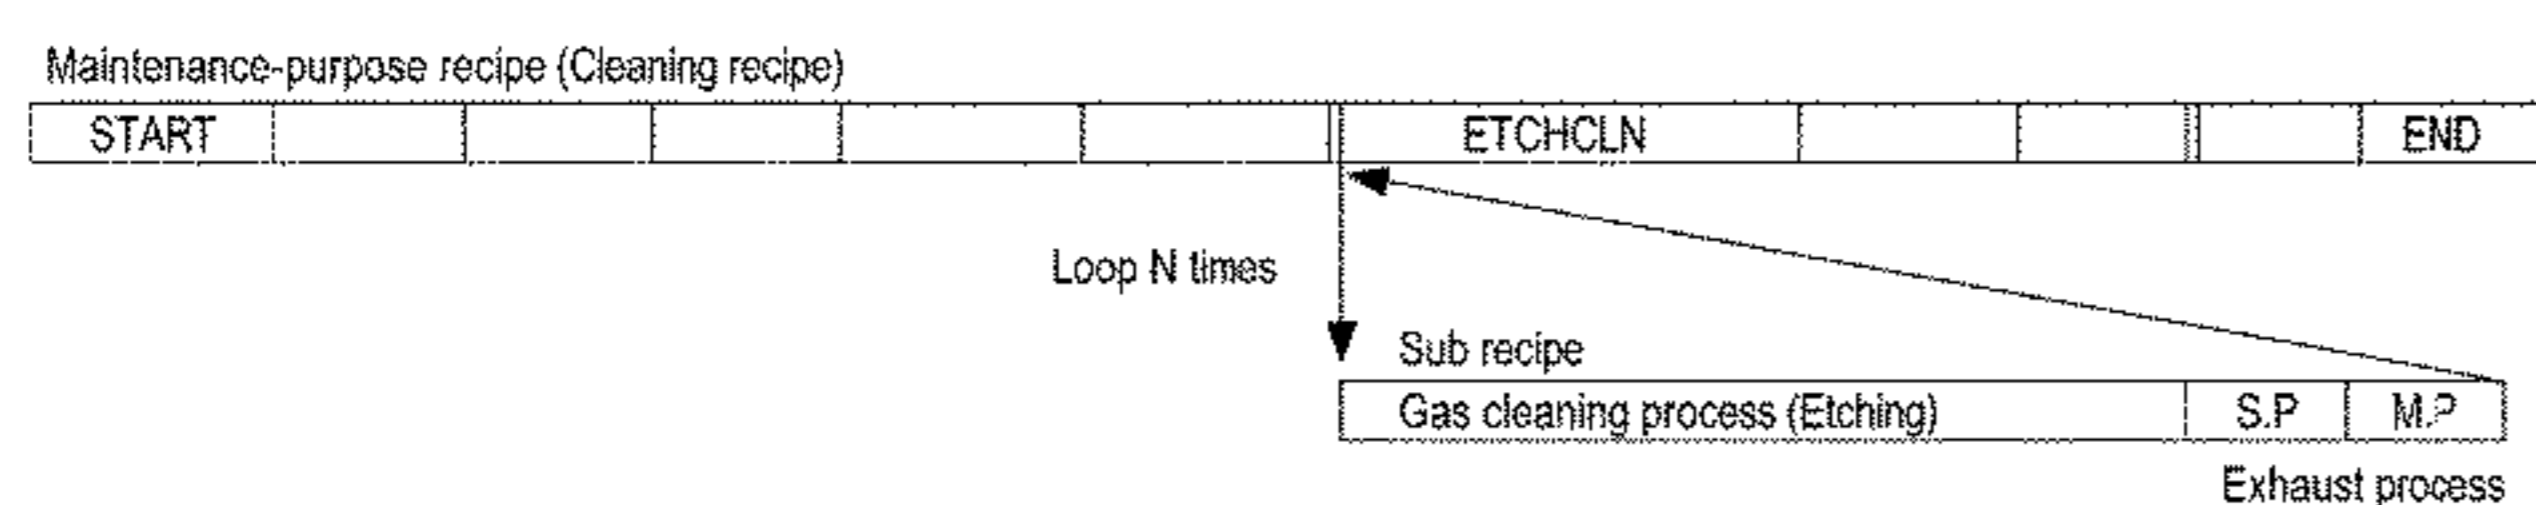 Maintenance-purpose recipe (Cleaning recipe)
START ETCHCLN END
Loop N times
Sub recipe
Gas cleaning process (Etching) S.P M.P
Exhaust process